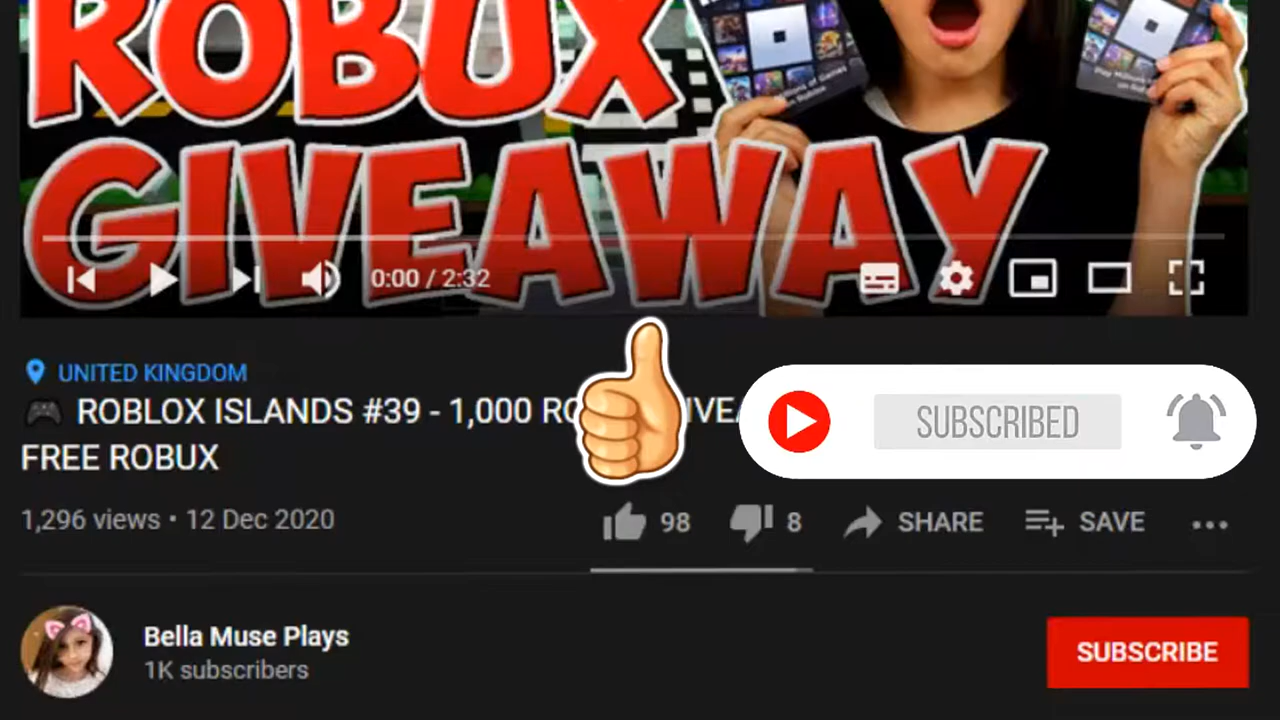 ROBUX
GIVEAWAY
0:00 / 2:32
UNITED KINGDOM
ROBLOX ISLANDS #39 - 1,000 RO IVEA
FREE ROBUX
SUBSCRIBED
1,296 views • 12 Dec 2020
98 8 SHARE SAVE
Bella Muse Plays
1K subscribers
SUBSCRIBE